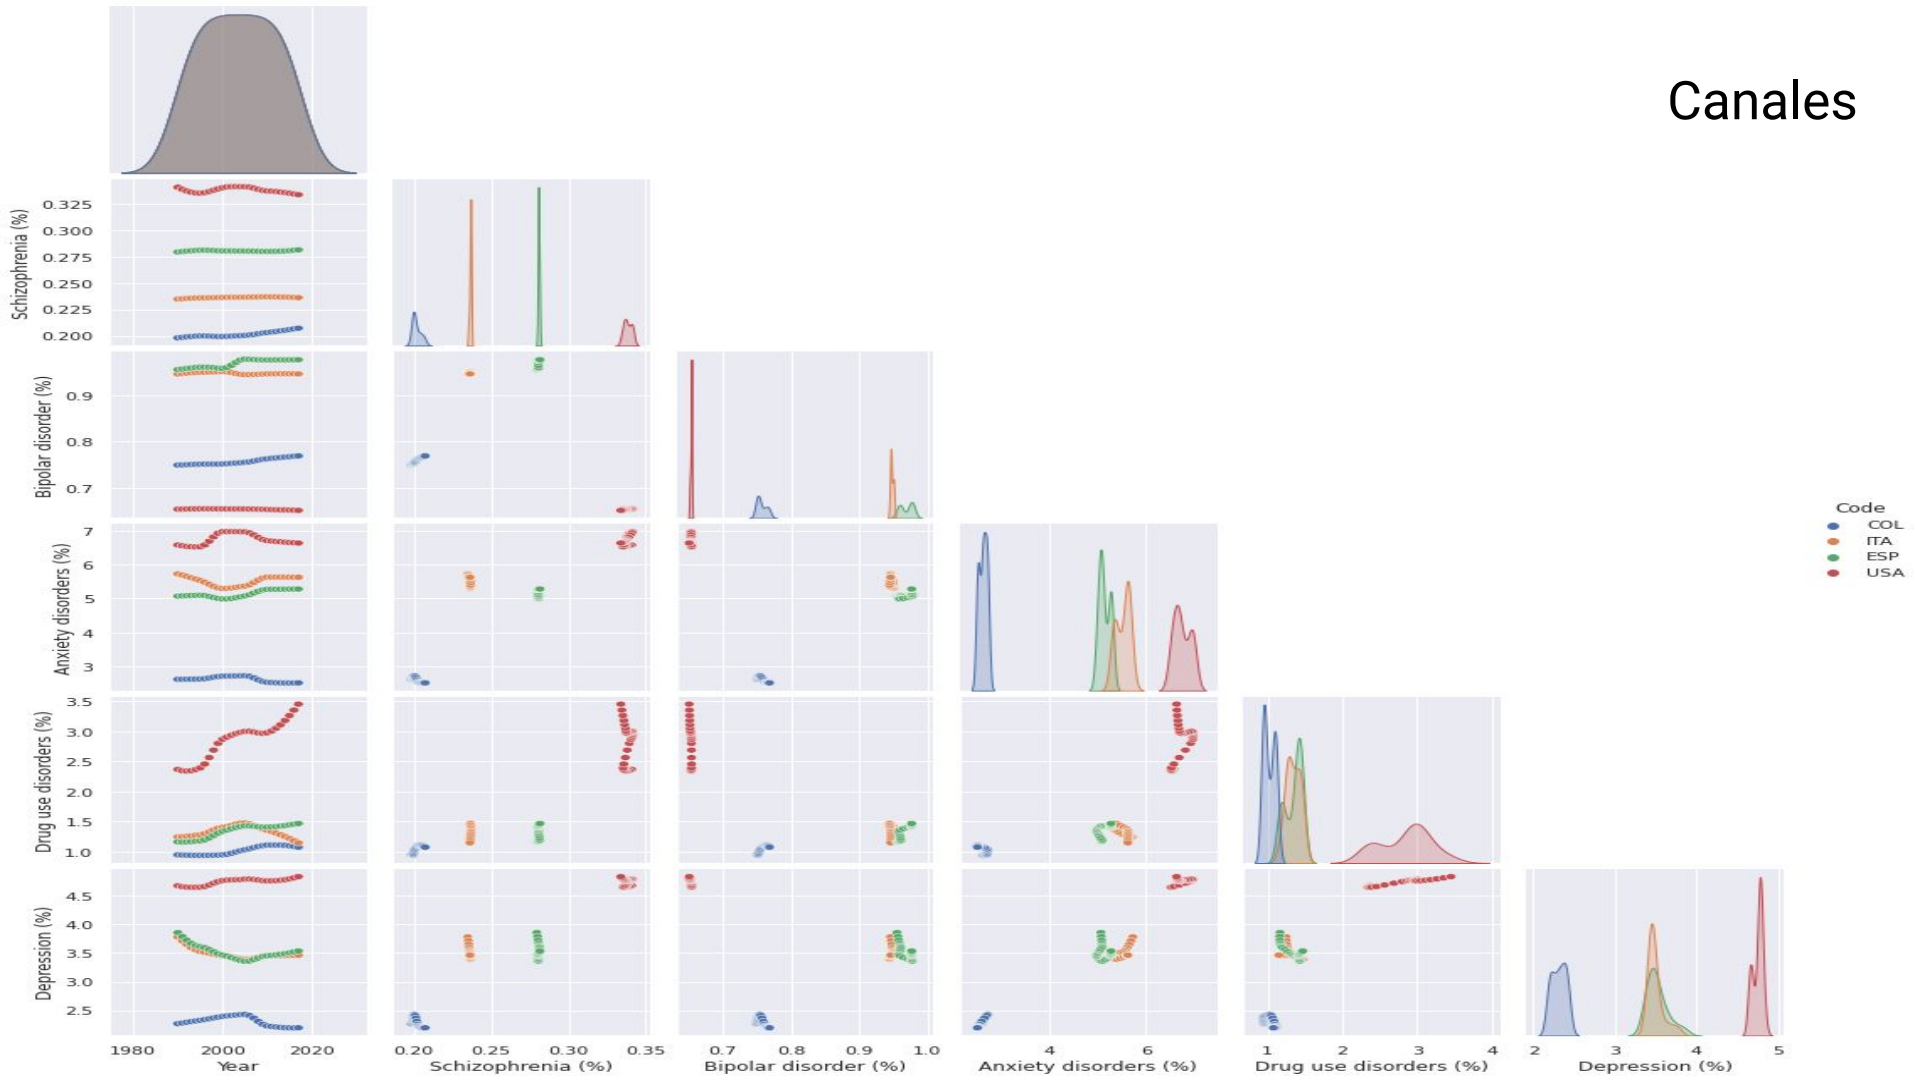 Canales
Schizophrenia (%)
0.325
0.300
0.275
0.250
0.225
0.200
Bipolar disorder (%)
0.9
0.8
0.7
Anxiety disorders (%)
7
6
5
4
3
Drug use disorders (%)
3.5
3.0
2.5
2.0
1.5
1.0
Depression (%)
4.5
4.0
3.5
3.0
2.5
1980 2000 2020
Year
0.20 0.25 0.30 0.35
Schizophrenia (%)
0.7 0.8 0.9 1.0
Bipolar disorder (%)
4 6
Anxiety disorders (%)
1 2 3 4
Drug use disorders (%)
2 3 4 5
Depression (%)
Code
COL
ITA
ESP
USA